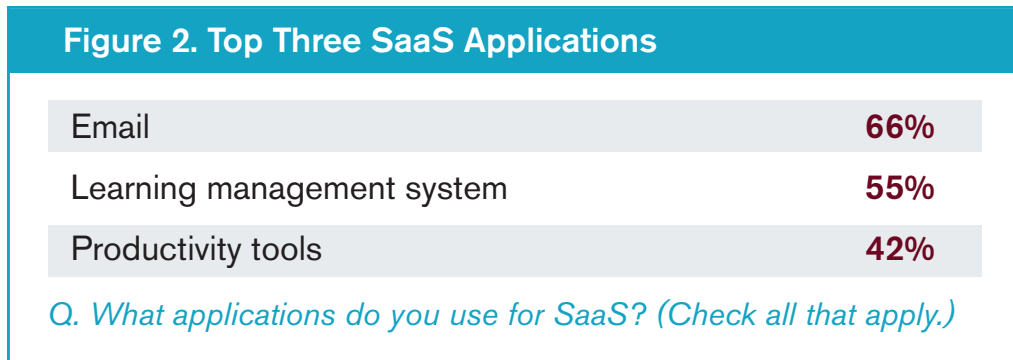 Figure 2. Top Three SaaS Applications
Email 66%
Learning management system 55%
Productivity tools 42%
Q. What applications do you use for SaaS? (Check all that apply.)